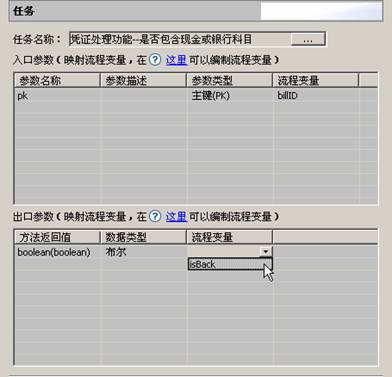 任务
任务名称： 凭证处理功能--是否包含现金或银行科目 ...
入口参数（映射流程变量，在 ? 这里可以编制流程变量）
参数名称 参数描述 参数类型 流程变量
pk 主键(PK) billID
出口参数（映射流程变量，在 ? 这里可以编制流程变量）
方法返回值 数据类型 流程变量
boolean(boolean) 布尔
isBack